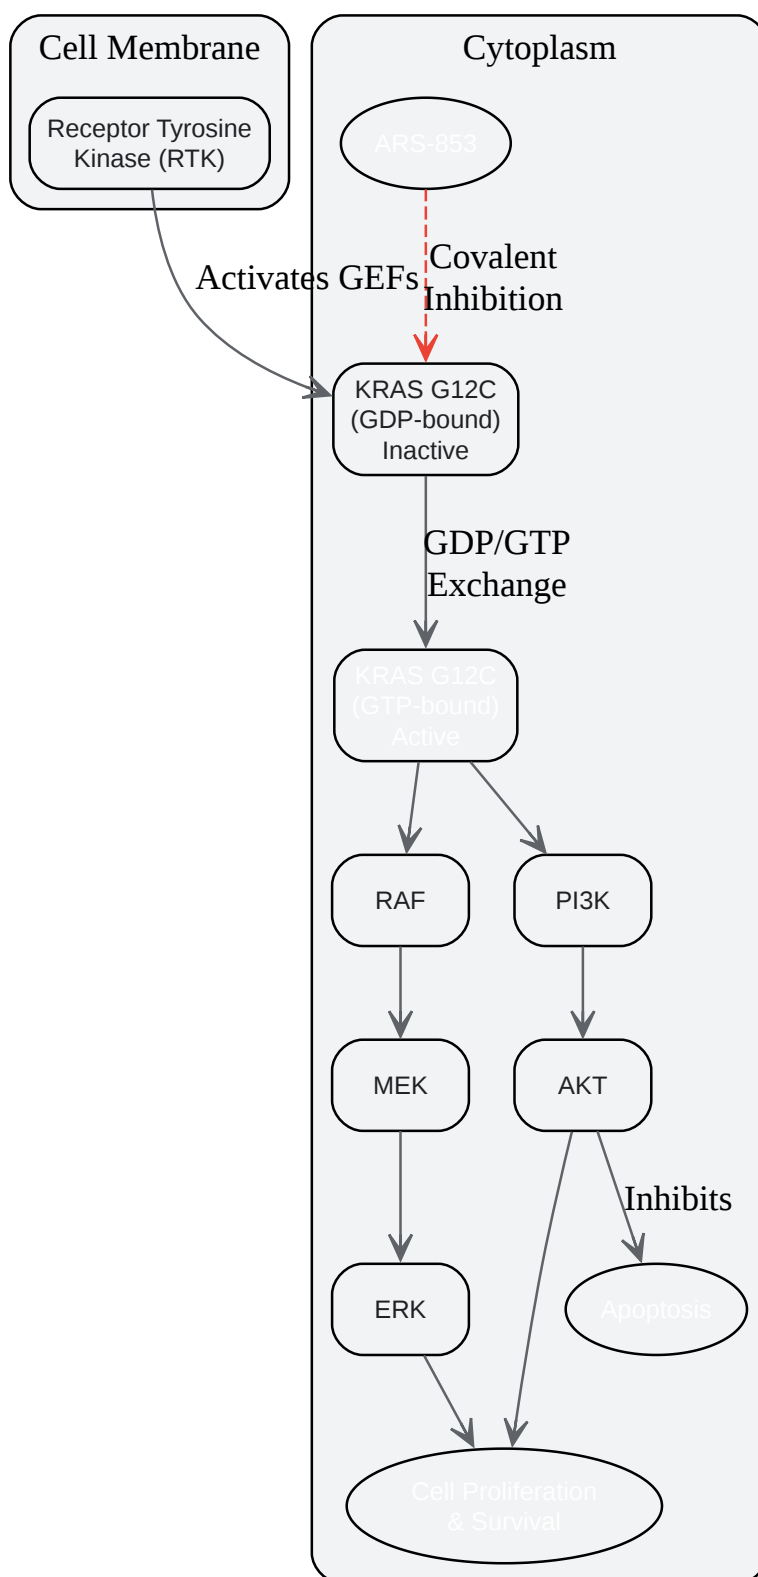 Cell Membrane
Cytoplasm
Receptor Tyrosine
Kinase (RTK)
ARS-853
Activates GEFs
Covalent
Inhibition
KRAS G12C
(GDP-bound)
Inactive
GDP/GTP
Exchange
KRAS G12C
(GTP-bound)
Active
RAF
PI3K
MEK
AKT
Inhibits
ERK
Apoptosis
Cell Proliferation
& Survival